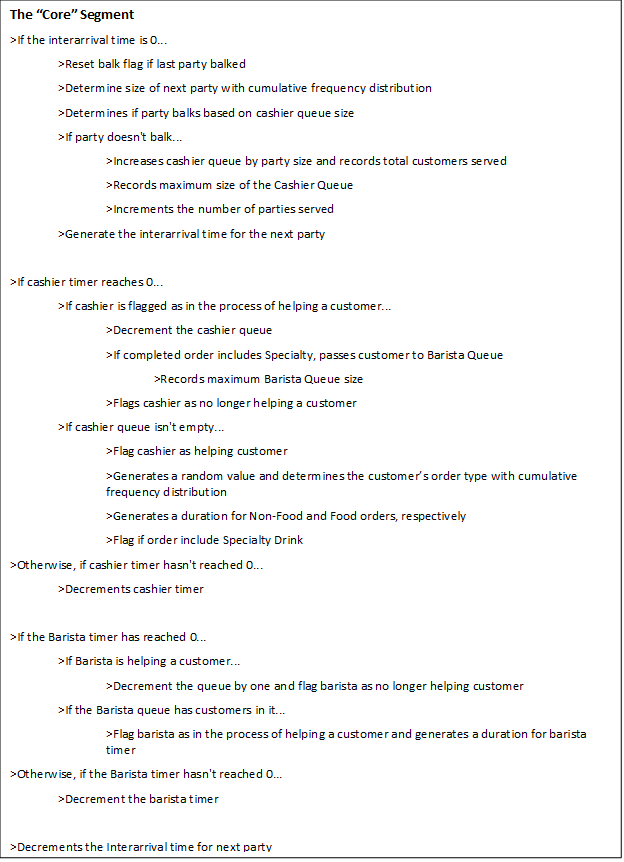 The “Core” Segment
>If the interarrival time is 0...
>Reset balk flag if last party balked
>Determine size of next party with cumulative frequency distribution
>Determines if party balks based on cashier queue size
>If party doesn't balk...
>Increases cashier queue by party size and records total customers served
>Records maximum size of the Cashier Queue
>Increments the number of parties served
>Generate the interarrival time for the next party
>If cashier timer reaches 0...
>If cashier is flagged as in the process of helping a customer...
>Decrement the cashier queue
>If completed order includes Specialty, passes customer to Barista Queue
>Records maximum Barista Queue size
>Flags cashier as no longer helping a customer
>If cashier queue isn't empty...
>Flag cashier as helping customer
>Generates a random value and determines the customer’s order type with cumulative
frequency distribution
>Generates a duration for Non-Food and Food orders, respectively
>Flag if order include Specialty Drink
>Otherwise, if cashier timer hasn't reached 0...
>Decrements cashier timer
>If the Barista timer has reached 0...
>If Barista is helping a customer...
>Decrement the queue by one and flag barista as no longer helping customer
>If the Barista queue has customers in it...
>Flag barista as in the process of helping a customer and generates a duration for barista
timer
>Otherwise, if the Barista timer hasn't reached 0...
>Decrement the barista timer
>Decrements the Interarrival time for next party